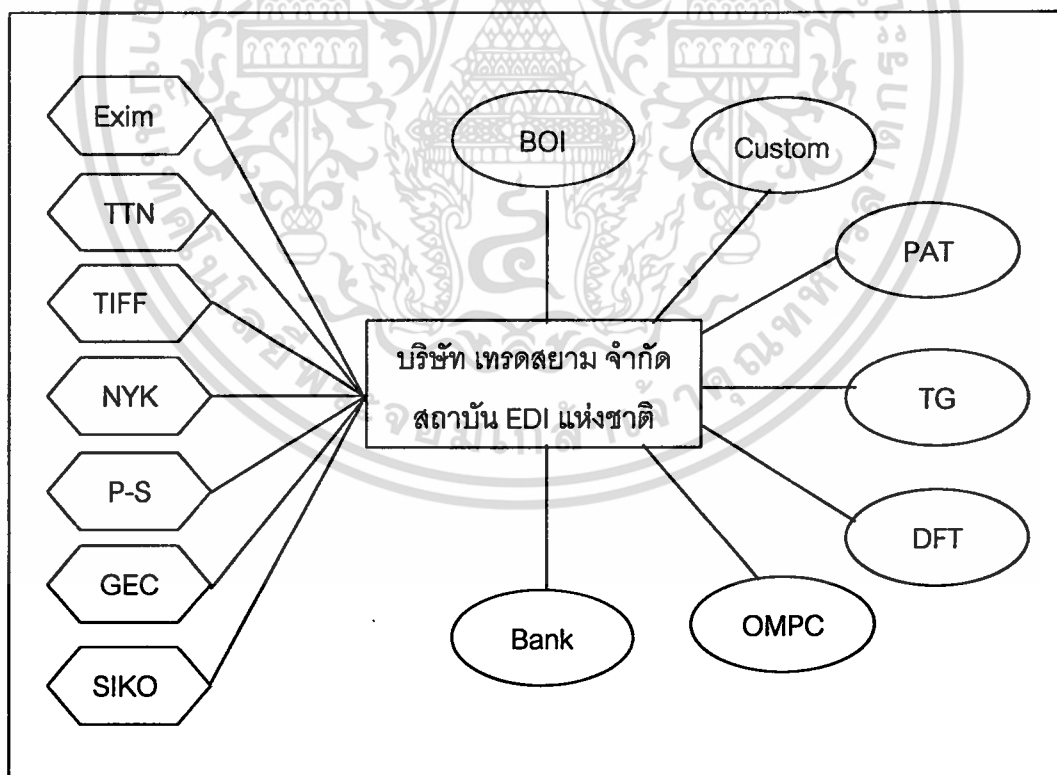 Exim
TTN
TIFF
NYK
P-S
GEC
SIKO
BOI
Custom
PAT
TG
DFT
OMPC
Bank
บริษัท เทรดสยาม จำกัด
สถาบัน EDI แห่งชาติ